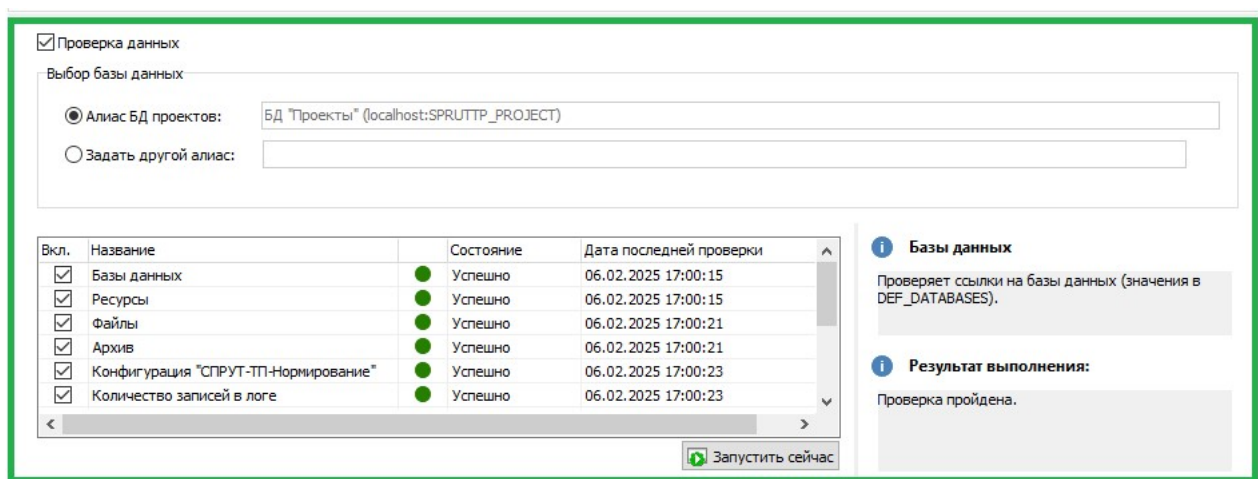 Проверка данных
Выбор базы данных
Алиас БД проектов: БД "Проекты" (localhost:SPRUTTP_PROJECT)
Задать другой алиас:
Вкл. Название Состояние Дата последней проверки
Базы данных Успешно 06.02.2025 17:00:15
Ресурсы Успешно 06.02.2025 17:00:15
Файлы Успешно 06.02.2025 17:00:21
Архив Успешно 06.02.2025 17:00:21
Конфигурация "СПРУТ-ТП-Нормирование" Успешно 06.02.2025 17:00:23
Количество записей в логе Успешно 06.02.2025 17:00:23
Запустить сейчас
Базы данных
Проверяет ссылки на базы данных (значения в
DEF_DATABASES).
Результат выполнения:
Проверка пройдена.